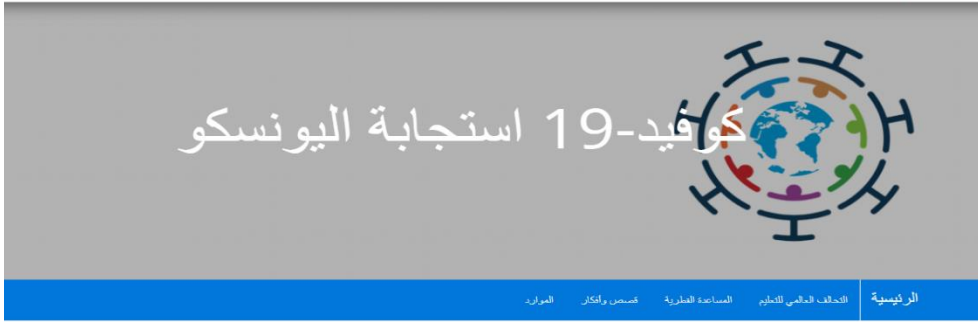 كوفيد-19 استجابة اليونسكو
الرئيسية التحالف العالمي للتعليم المساعدة القطرية قصص وأفكار الموارد